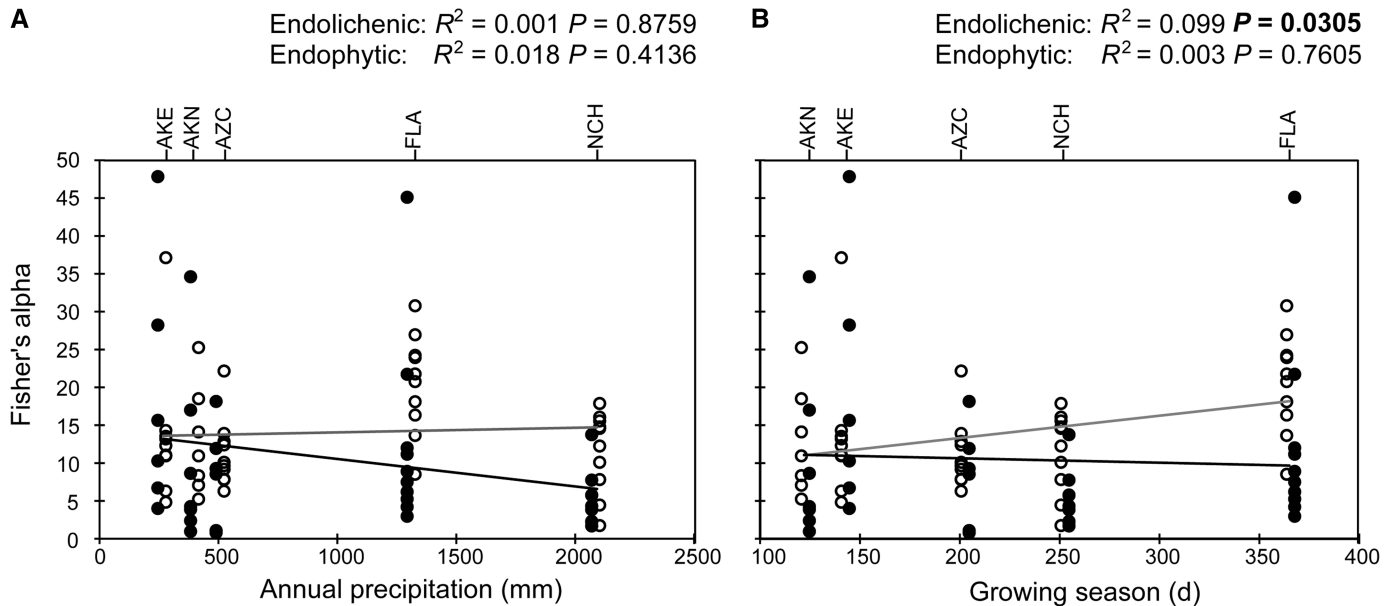 A
Endolichenic: R² = 0.001 P = 0.8759
Endophytic: R² = 0.018 P = 0.4136
AKE
AKN
AZC
FLA
NCH
50
45
40
35
30
25
20
15
10
5
0
Fisher's alpha
0 500 1000 1500 2000 2500
Annual precipitation (mm)
B
Endolichenic: R² = 0.099 P = 0.0305
Endophytic: R² = 0.003 P = 0.7605
AKN
AKE
AZC
NCH
FLA
100 150 200 250 300 350 400
Growing season (d)